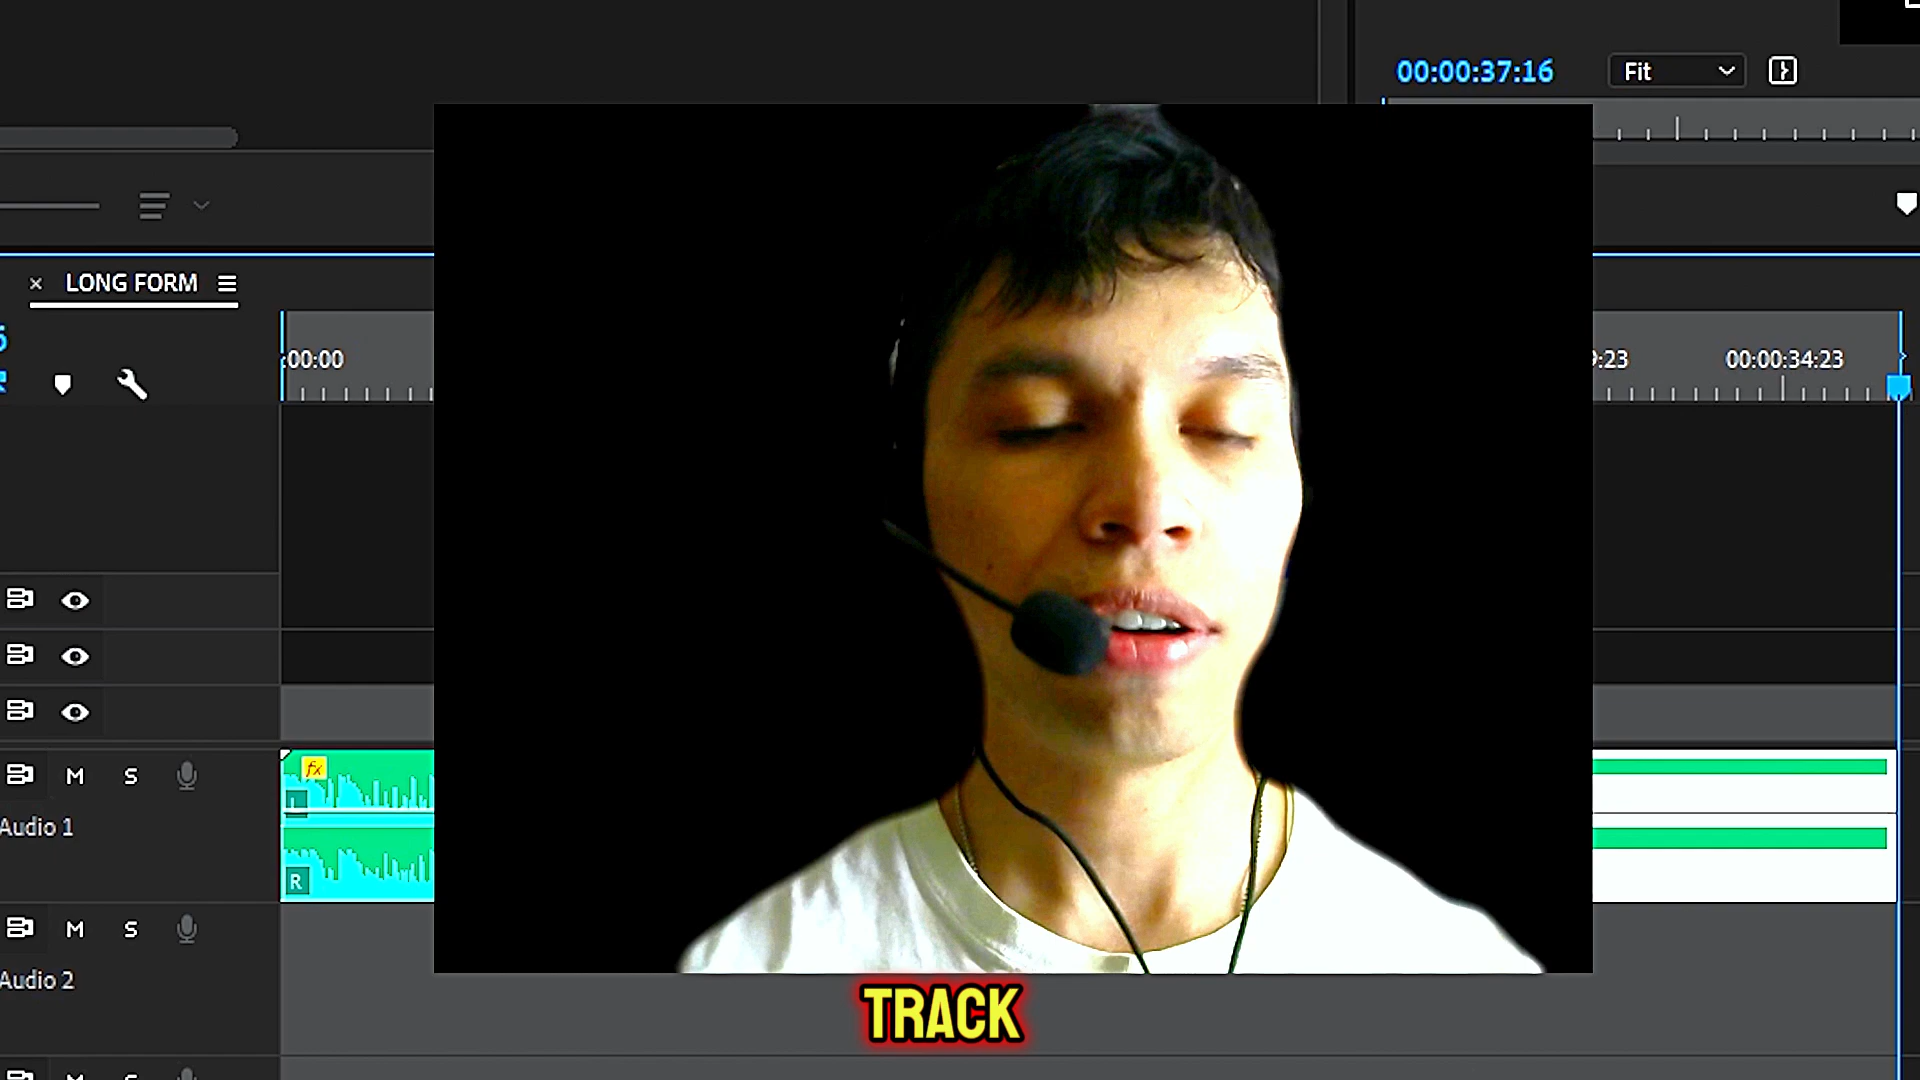 00:00:37:16
Fit
× LONG FORM
:00:00
9:23
00:00:34:23
fx
L
M S
Audio 1
R
M S
Audio 2
TRACK
M S